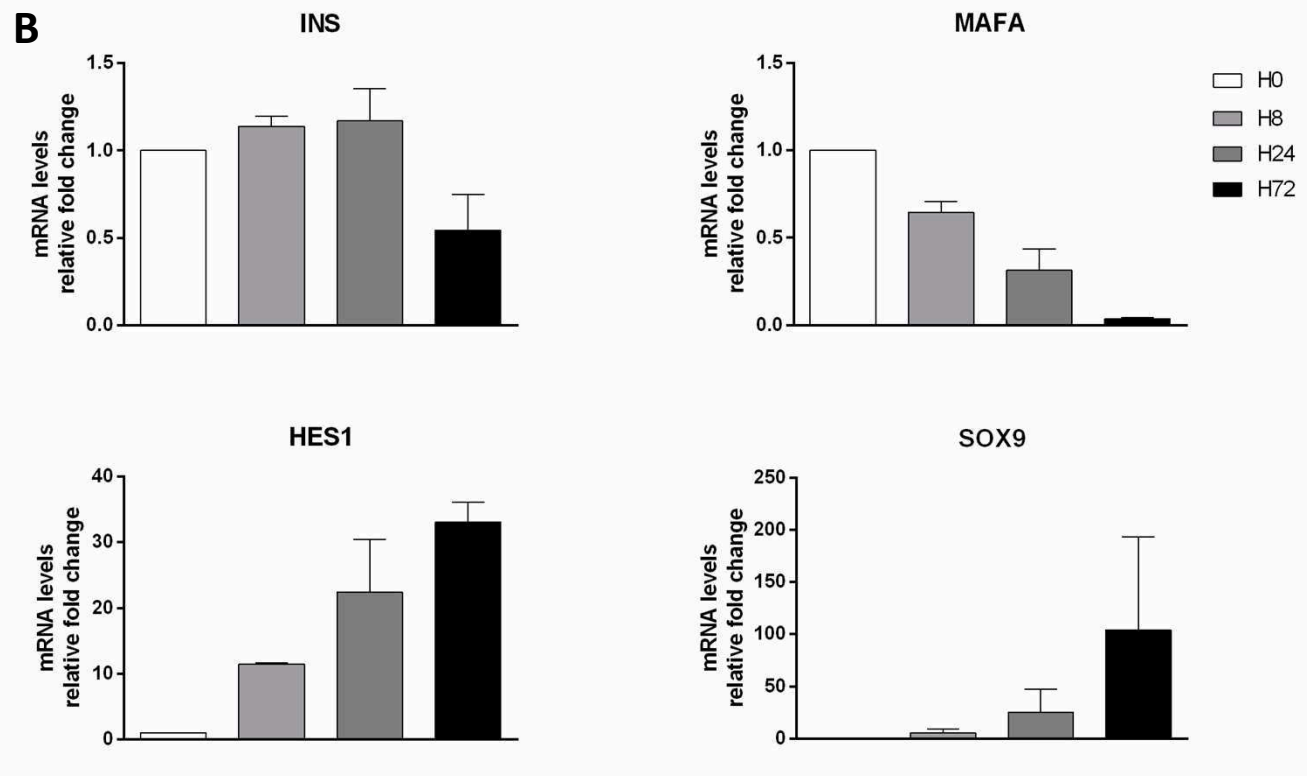 B
INS
mRNA levels
relative fold change
1.5
1.0
0.5
0.0
MAFA
mRNA levels
relative fold change
1.5
1.0
0.5
0.0
H0
H8
H24
H72
HES1
mRNA levels
relative fold change
40
30
20
10
0
SOX9
mRNA levels
relative fold change
250
200
150
100
50
0